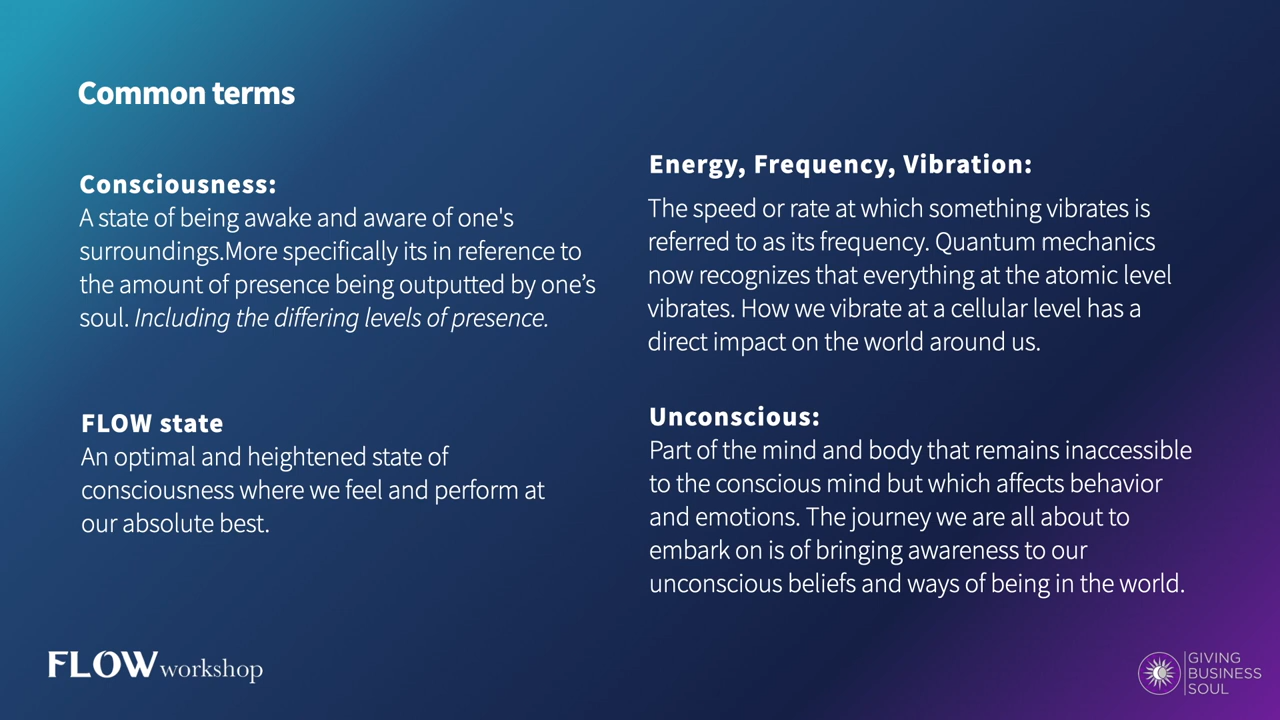 Common terms
Consciousness:
A state of being awake and aware of one's
surroundings.More specifically its in reference to
the amount of presence being outputted by one’s
soul. Including the differing levels of presence.
FLOW state
An optimal and heightened state of
consciousness where we feel and perform at
our absolute best.
Energy, Frequency, Vibration:
The speed or rate at which something vibrates is
referred to as its frequency. Quantum mechanics
now recognizes that everything at the atomic level
vibrates. How we vibrate at a cellular level has a
direct impact on the world around us.
Unconscious:
Part of the mind and body that remains inaccessible
to the conscious mind but which affects behavior
and emotions. The journey we are all about to
embark on is of bringing awareness to our
unconscious beliefs and ways of being in the world.
FLOW workshop
GIVING
BUSINESS
SOUL